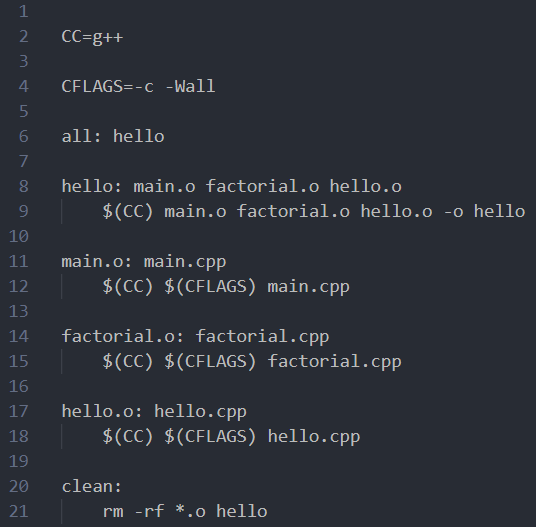 1
2 CC=g++
3
4 CFLAGS=-c -Wall
5
6 all: hello
7
8 hello: main.o factorial.o hello.o
9 $(CC) main.o factorial.o hello.o -o hello
10
11 main.o: main.cpp
12 $(CC) $(CFLAGS) main.cpp
13
14 factorial.o: factorial.cpp
15 $(CC) $(CFLAGS) factorial.cpp
16
17 hello.o: hello.cpp
18 $(CC) $(CFLAGS) hello.cpp
19
20 clean:
21 rm -rf *.o hello